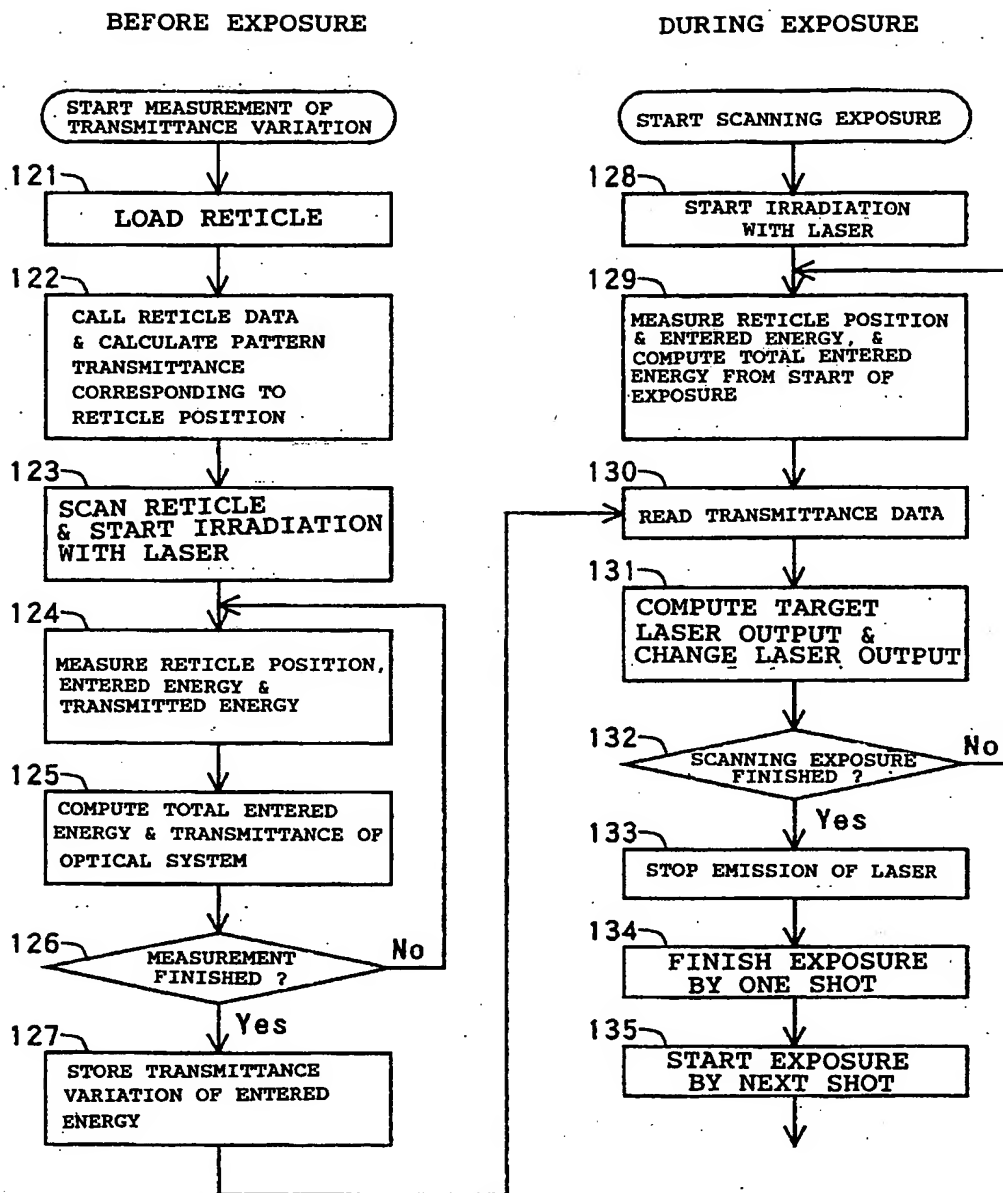 BEFORE EXPOSURE
START MEASUREMENT OF
TRANSMITTANCE VARIATION
121
LOAD RETICLE
122
CALL RETICLE DATA
& CALCULATE PATTERN
TRANSMITTANCE
CORRESPONDING TO
RETICLE POSITION
123
SCAN RETICLE
& START IRRADIATION
WITH LASER
124
MEASURE RETICLE POSITION,
ENTERED ENERGY &
TRANSMITTED ENERGY
125
COMPUTE TOTAL ENTERED
ENERGY & TRANSMITTANCE OF
OPTICAL SYSTEM
126
MEASUREMENT
FINISHED ?
No
Yes
127
STORE TRANSMITTANCE
VARIATION OF ENTERED
ENERGY
DURING EXPOSURE
START SCANNING EXPOSURE
128
START IRRADIATION
WITH LASER
129
MEASURE RETICLE POSITION
& ENTERED ENERGY, &
COMPUTE TOTAL ENTERED
ENERGY FROM START OF
EXPOSURE
130
READ TRANSMITTANCE DATA
131
COMPUTE TARGET
LASER OUTPUT &
CHANGE LASER OUTPUT
132
SCANNING EXPOSURE
FINISHED ?
No
Yes
133
STOP EMISSION OF LASER
134
FINISH EXPOSURE
BY ONE SHOT
135
START EXPOSURE
BY NEXT SHOT